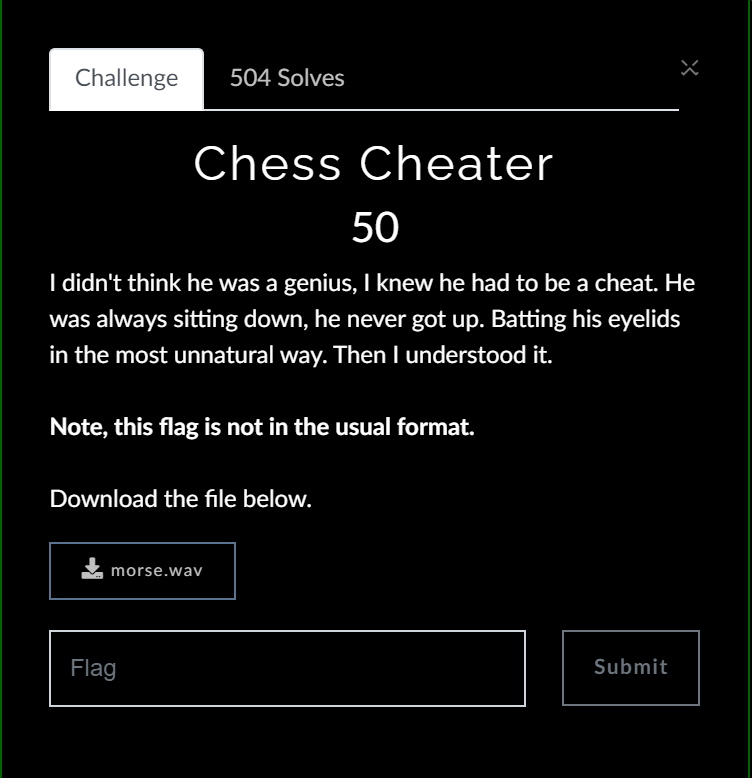 Challenge
504 Solves
Chess Cheater
50
I didn't think he was a genius, I knew he had to be a cheat. He
was always sitting down, he never got up. Batting his eyelids
in the most unnatural way. Then I understood it.
Note, this flag is not in the usual format.
Download the file below.
morse.wav
Flag
Submit